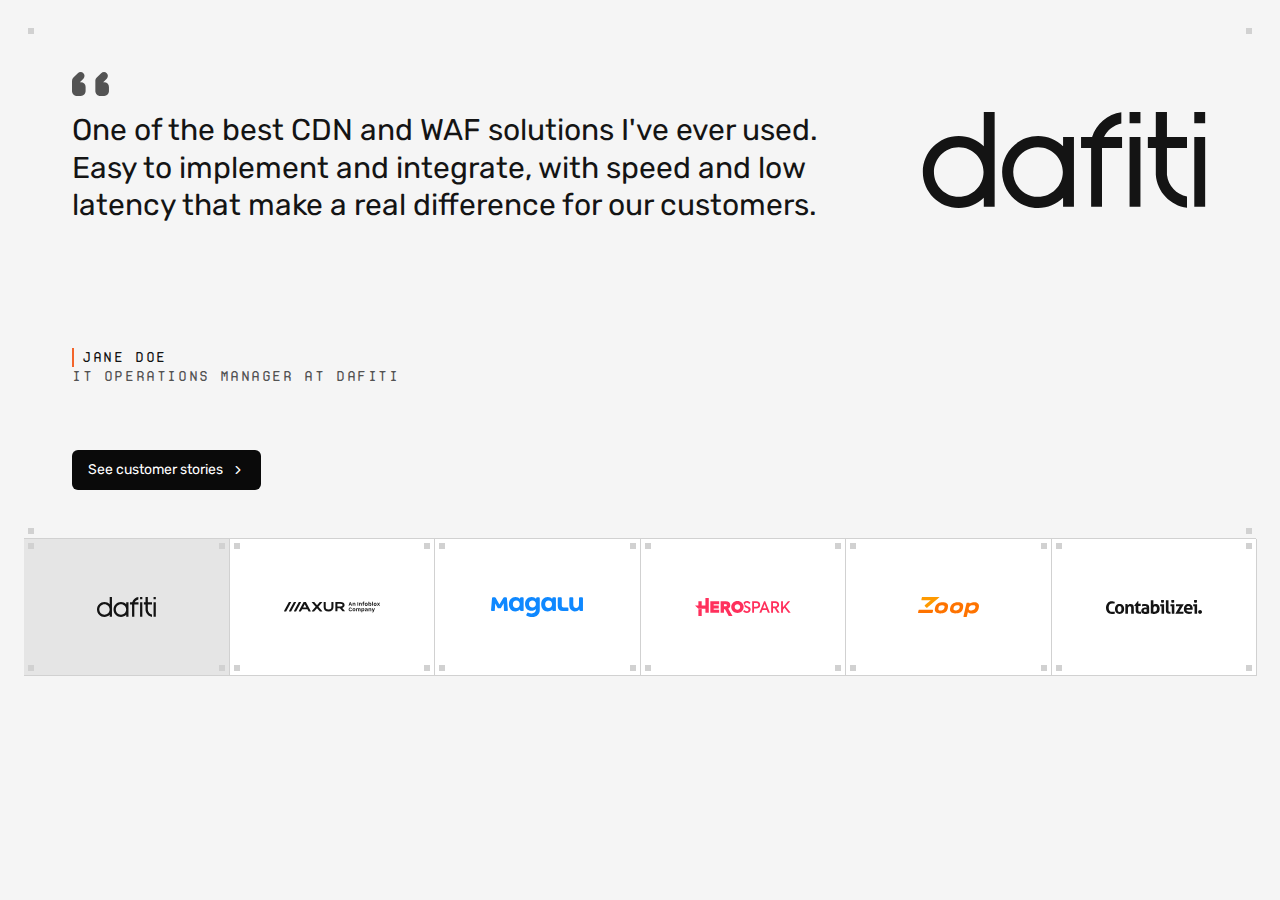 One of the best CDN and WAF solutions I've ever used.
Easy to implement and integrate, with speed and low
latency that make a real difference for our customers.
dafiti
JANE DOE
IT OPERATIONS MANAGER AT DAFITI
See customer stories
dafiti
AXUR An Infoblox Company
Magalu
HEROSPARK
Zoop
Contabilizei.